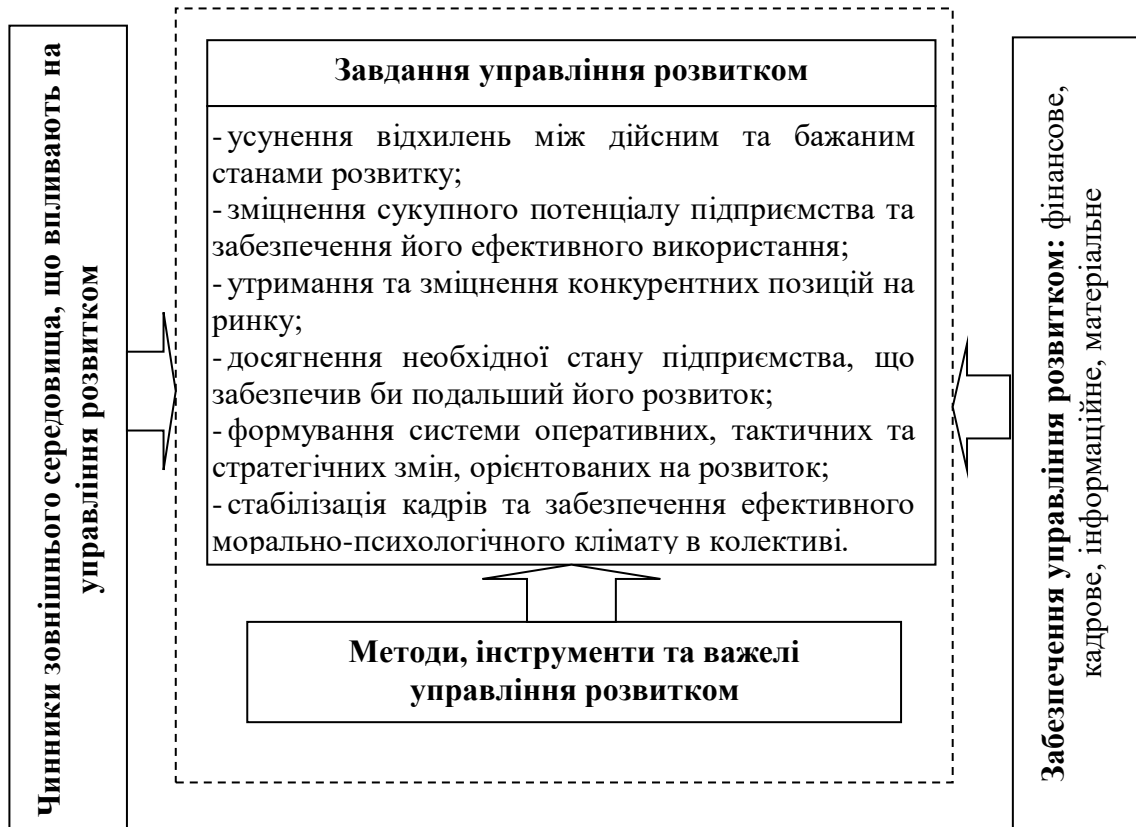 Чинники зовнішнього середовища, що впливають на
управління розвитком
Завдання управління розвитком
- усунення відхилень між дійсним та бажаним
станами розвитку;
- зміцнення сукупного потенціалу підприємства та
забезпечення його ефективного використання;
- утримання та зміцнення конкурентних позицій на
ринку;
- досягнення необхідної стану підприємства, що
забезпечив би подальший його розвиток;
- формування системи оперативних, тактичних та
стратегічних змін, орієнтованих на розвиток;
- стабілізація кадрів та забезпечення ефективного
морально-психологічного клімату в колективі.
Методи, інструменти та важелі
управління розвитком
Забезпечення управління розвитком: фінансове,
кадрове, інформаційне, матеріальне